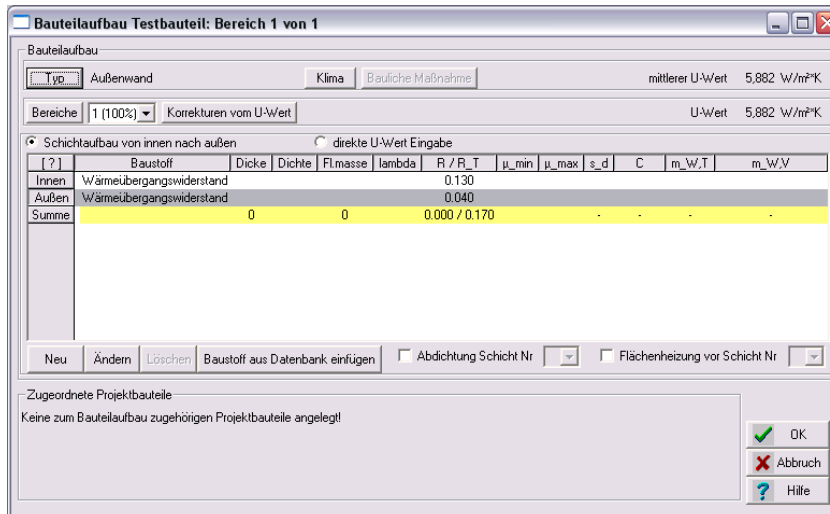 Bauteilaufbau Testbauteil: Bereich 1 von 1
Bauteilaufbau
Typ Außenwand Klima Bauliche Maßnahme mittlerer U-Wert 5,882 W/m²*K
Bereiche 1 (100%) Korrekturen vom U-Wert U-Wert 5,882 W/m²*K
Schichtaufbau von innen nach außen direkte U-Wert Eingabe
[ ? ] Baustoff Dicke Dichte Fl.masse lambda R / R_T µ_min µ_max s_d C m_W,T m_W,V
Innen Wärmeübergangswiderstand 0.130
Außen Wärmeübergangswiderstand 0.040
Summe 0 0 0.000 / 0.170 - - - -
Neu Ändern Löschen Baustoff aus Datenbank einfügen Abdichtung Schicht Nr Flächenheizung vor Schicht Nr
Zugeordnete Projektbauteile
Keine zum Bauteilaufbau zugehörigen Projektbauteile angelegt!
OK
Abbruch
Hilfe